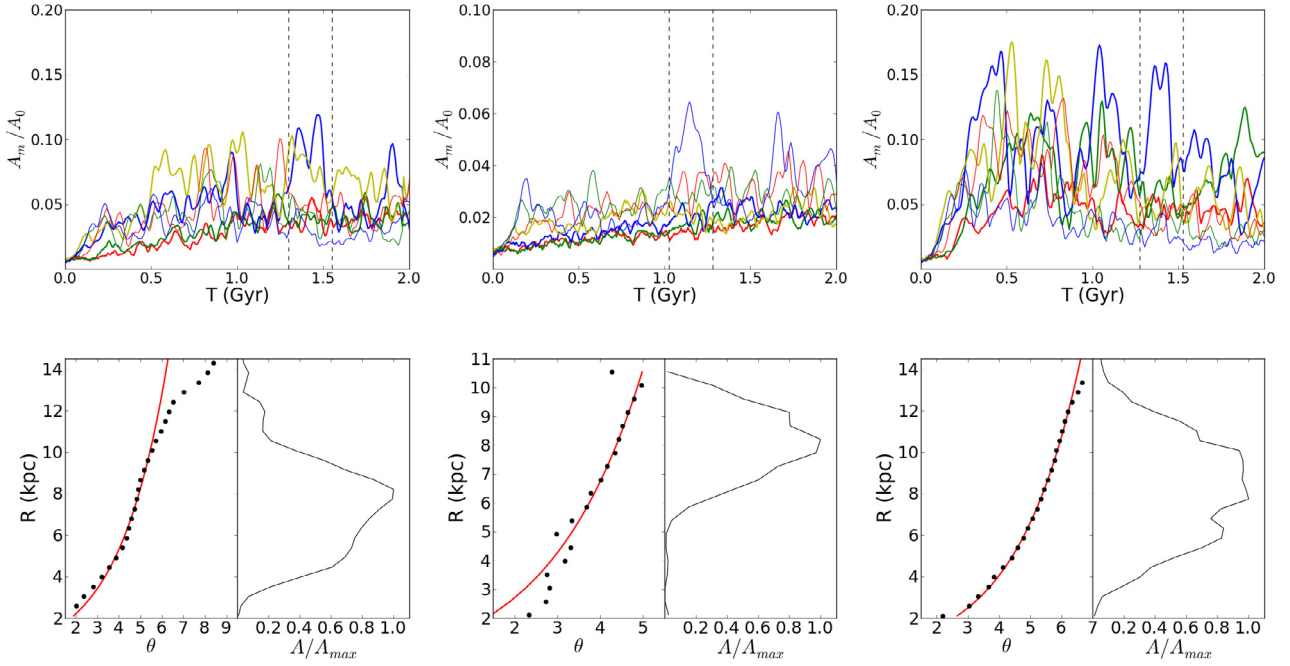 0.20 0.10 0.20
0.15 0.08 0.15
0.10 0.06 0.10
0.05 0.04 0.05
0.02
A_m/A_0 A_m/A_0 A_m/A_0
0.0 0.5 1.0 1.5 2.0 0.0 0.5 1.0 1.5 2.0 0.0 0.5 1.0 1.5 2.0
T (Gyr) T (Gyr) T (Gyr)
14 12 10 8 6 4 2
R (kpc)
2 3 4 5 6 7 8 9 0.2 0.4 0.6 0.8 1.0
θ Λ/Λ_max
11 10 9 8 7 6 5 4 3 2
R (kpc)
2 3 4 5 0.2 0.4 0.6 0.8 1.0
θ Λ/Λ_max
14 12 10 8 6 4 2
R (kpc)
2 3 4 5 6 7 0.2 0.4 0.6 0.8 1.0
θ Λ/Λ_max